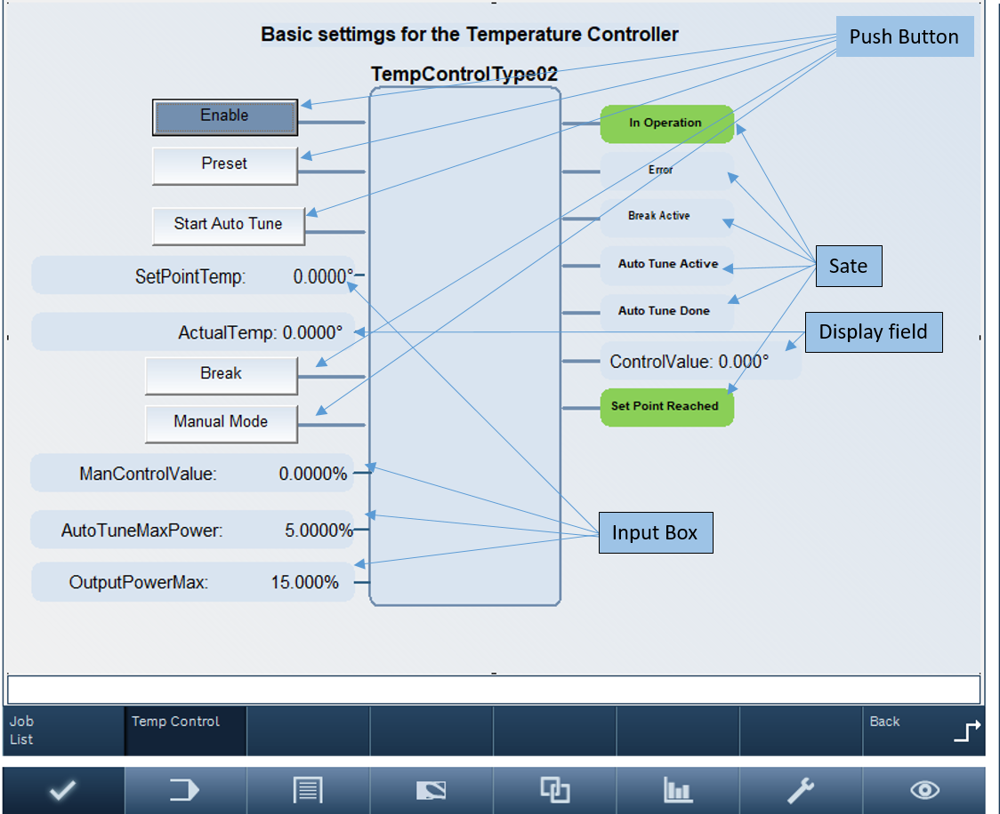 Basic settimgs for the Temperature Controller
Push Button
TempControlType02
Enable
In Operation
Preset
Error
Start Auto Tune
Break Active
SetPointTemp: 0.0000°
Auto Tune Active
Sate
Auto Tune Done
ActualTemp: 0.0000°
Display field
Break
ControlValue: 0.000°
Manual Mode
Set Point Reached
ManControlValue: 0.0000%
AutoTuneMaxPower: 5.0000%
Input Box
OutputPowerMax: 15.000%
Job
List
Temp Control
Back